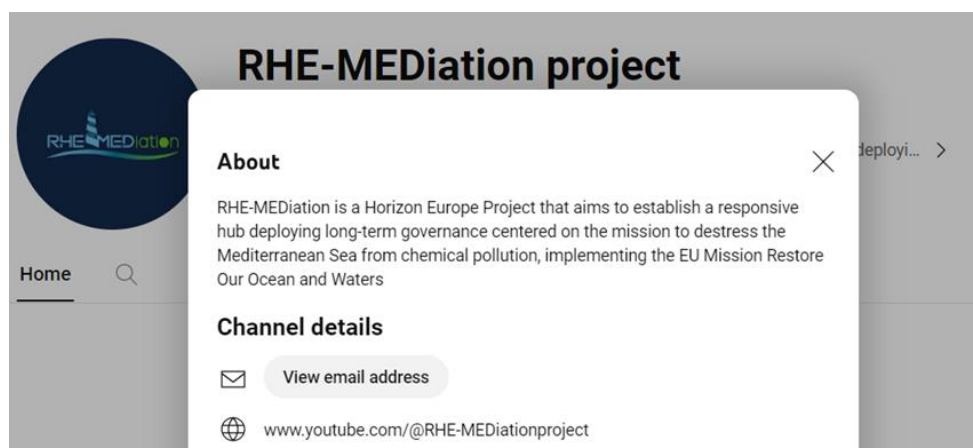 RHE-MEDiation project
RHE MEDiation
deployi...
About
RHE-MEDiation is a Horizon Europe Project that aims to establish a responsive
hub deploying long-term governance centered on the mission to destress the
Mediterranean Sea from chemical pollution, implementing the EU Mission Restore
Our Ocean and Waters
Home
Channel details
View email address
www.youtube.com/@RHE-MEDiationproject